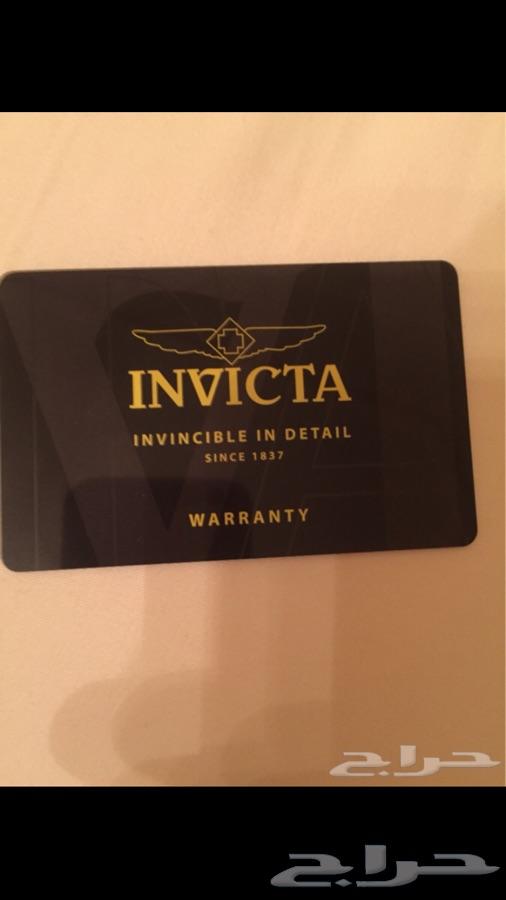 INVICTA
INVINCIBLE IN DETAIL
SINCE 1837
WARRANTY
حراج
حراج